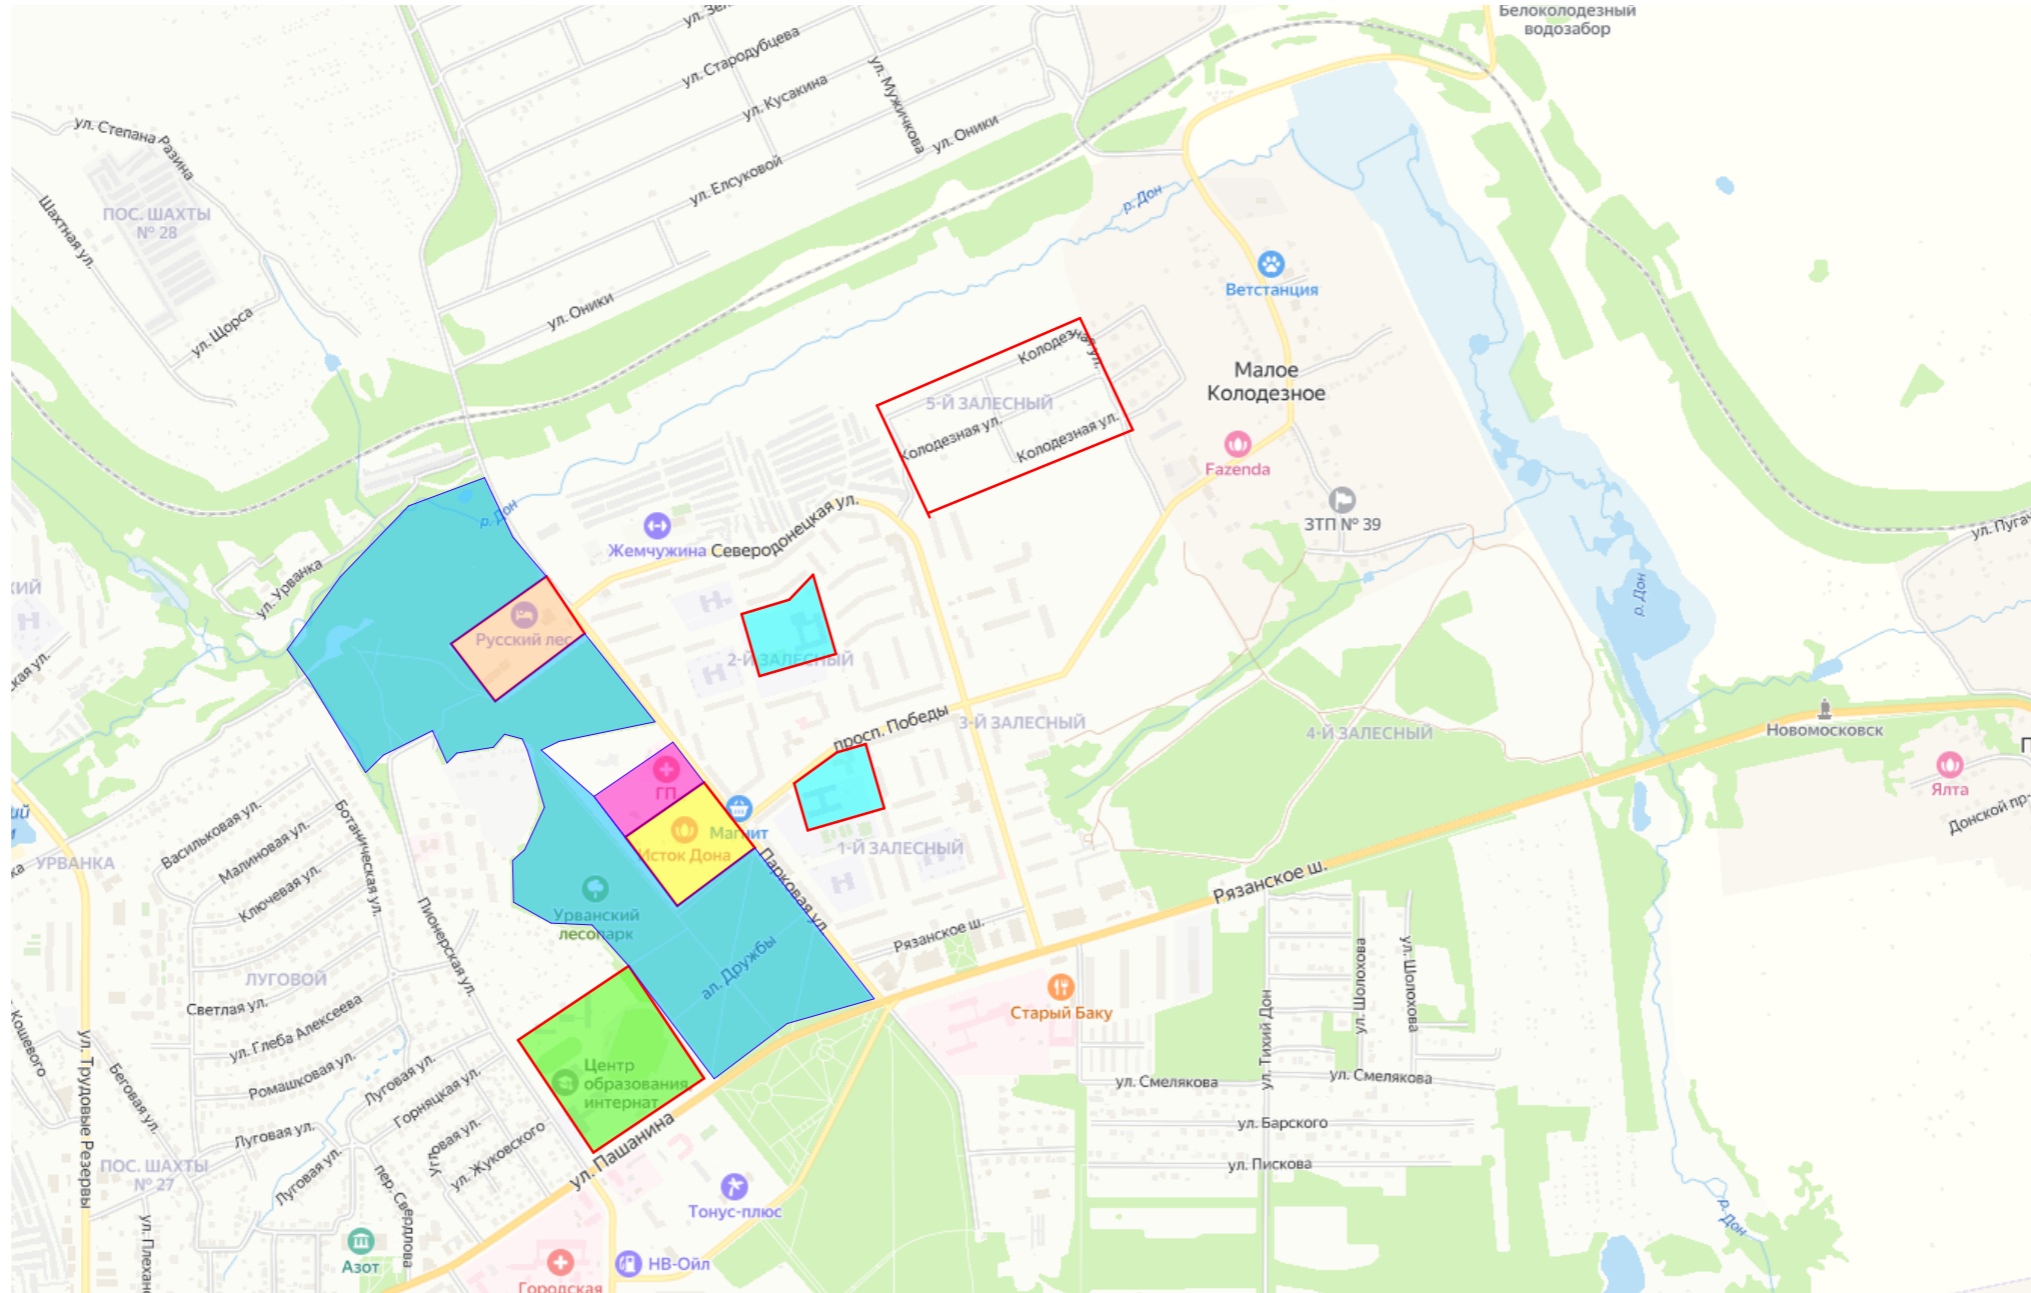 Белоколодезный
водозабор
ул. Стародубцева
ул. Кусакина
ул. Мужичкова
ул. Оники
ул. Елсуковой
ул. Степана Разина
ПОС. ШАХТЫ
№ 28
Шахтная ул.
ул. Щорса
ул. Оники
р. Дон
Ветстанция
Малое
Колодезное
Колодезная ул.
5-Й ЗАЛЕСНЫЙ
Колодезная ул.
Колодезная ул.
Fazenda
ЗТП № 39
ул. Урванка
р. Дон
Жемчужина
Северодонецкая ул.
Русский лес
2-Й ЗАЛЕСНЫЙ
просп. Победы
3-Й ЗАЛЕСНЫЙ
4-Й ЗАЛЕСНЫЙ
р. Дон
Новомосковск
Ялта
Донской пр-
ГП
Магнит
Исток Дона
1-Й ЗАЛЕСНЫЙ
Парковая ул.
Урванский
лесопарк
ал. Дружбы
Рязанское ш.
Рязанское ш.
УРВАНКА
Васильковая ул.
Малиновая ул.
Ключевая ул.
Ботаническая ул.
Пионерская ул.
ЛУГОВОЙ
Светлая ул.
ул. Глеба Алексеева
Ромашковая ул.
Луговая ул.
Горняцкая ул.
Луговая ул.
Луговая ул.
ул. Жуковского
пер. Свердлова
Беговая ул.
Кошевого
ул. Трудовые Резервы
ПОС. ШАХТЫ
№ 27
Центр
образования
интернат
ул. Пашанина
Старый Баку
ул. Тихий Дон
ул. Шолохова
ул. Шолохова
ул. Смелякова
ул. Смелякова
ул. Барского
ул. Пискова
р. Дон
Тонус-плюс
НВ-Ойл
Азот
Городская